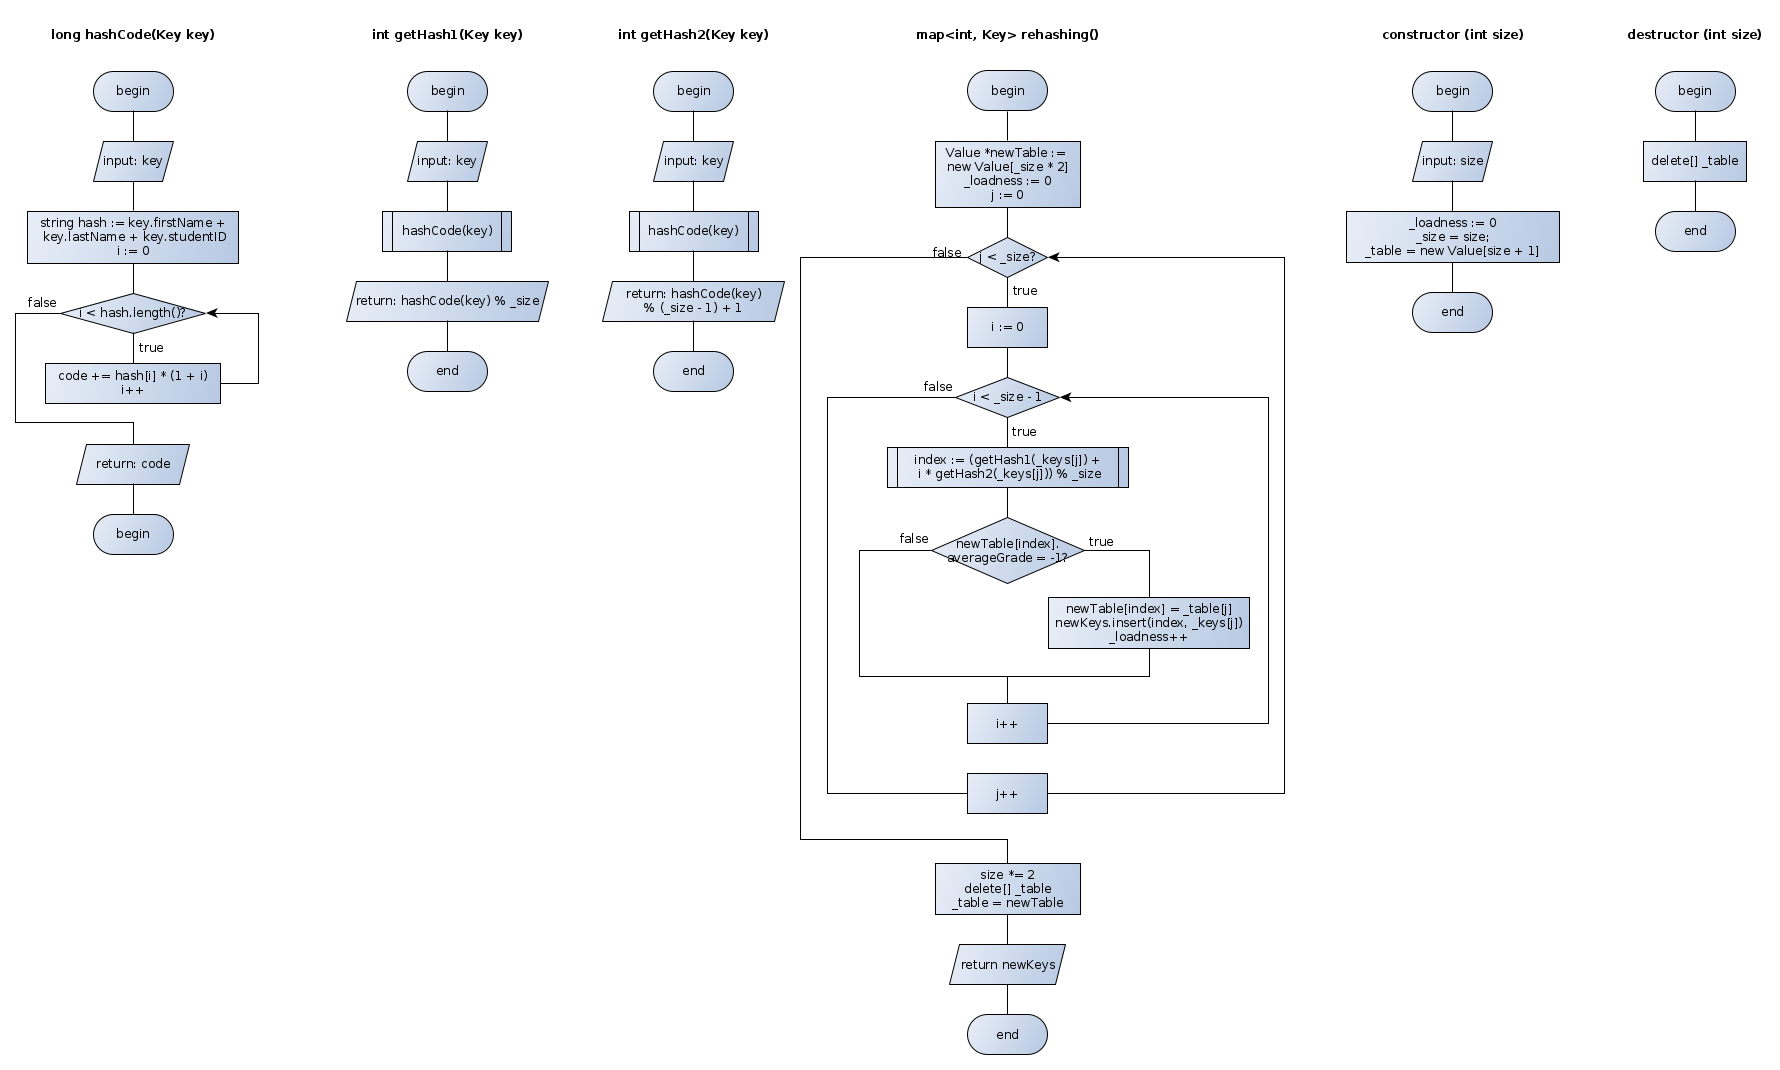 long hashCode(Key key)
begin
input: key
string hash := key.firstName +
key.lastName + key.studentID
i := 0
false
i < hash.length()?
true
code += hash[i] * (1 + i)
i++
return: code
begin
int getHash1(Key key)
begin
input: key
hashCode(key)
return: hashCode(key) % _size
end
int getHash2(Key key)
begin
input: key
hashCode(key)
return: hashCode(key)
% (_size - 1) + 1
end
map<int, Key> rehashing()
begin
Value *newTable :=
new Value[_size * 2]
_loadness := 0
j := 0
false
j < _size?
true
i := 0
false
i < _size - 1
true
index := (getHash1(_keys[j]) +
i * getHash2(_keys[j])) % _size
false
newTable[index].
averageGrade = -1?
true
newTable[index] = _table[j]
newKeys.insert(index, _keys[j])
_loadness++
i++
j++
size *= 2
delete[] _table
_table = newTable
return newKeys
end
constructor (int size)
begin
input: size
_loadness := 0
_size = size;
_table = new Value[size + 1]
end
destructor (int size)
begin
delete[] _table
end